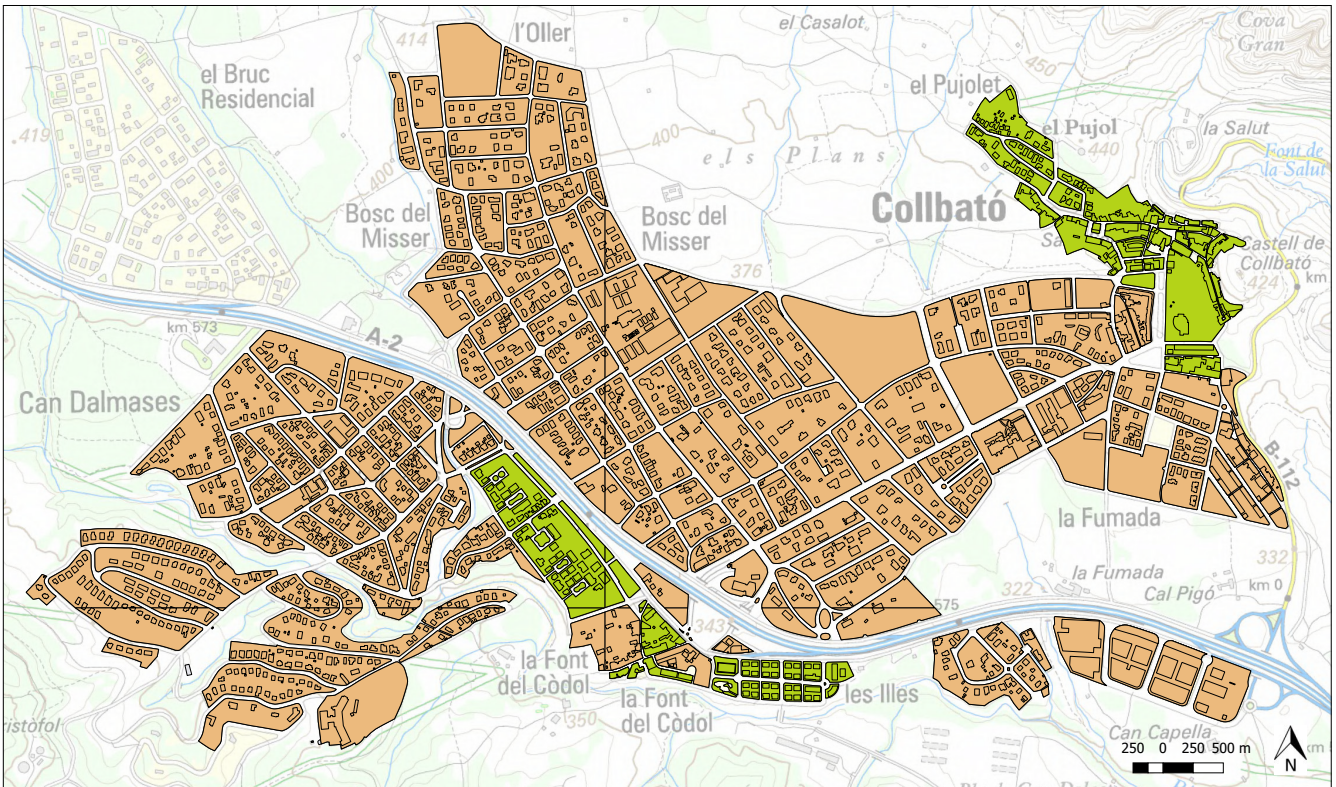 l'Oller
414
el Casalot
Cova
Gran
450
el Bruc
Residencial
el Pujolet
419
400
el Pujol
440
la Salut
Font de
la Salut
els Plans
400
Collbató
Bosc del
Misser
Bosc del
Misser
Castell de
Collbató
424
376
km
km 573
A-2
Can Dalmases
B-112
la Fumada
332
la Fumada
322
Cal Pigó
km 0
575
343
la Font
del Còdol
la Font
del Còdol
les Illes
350
ristòfol
Can Capella
250 0 250 500 m
N
km